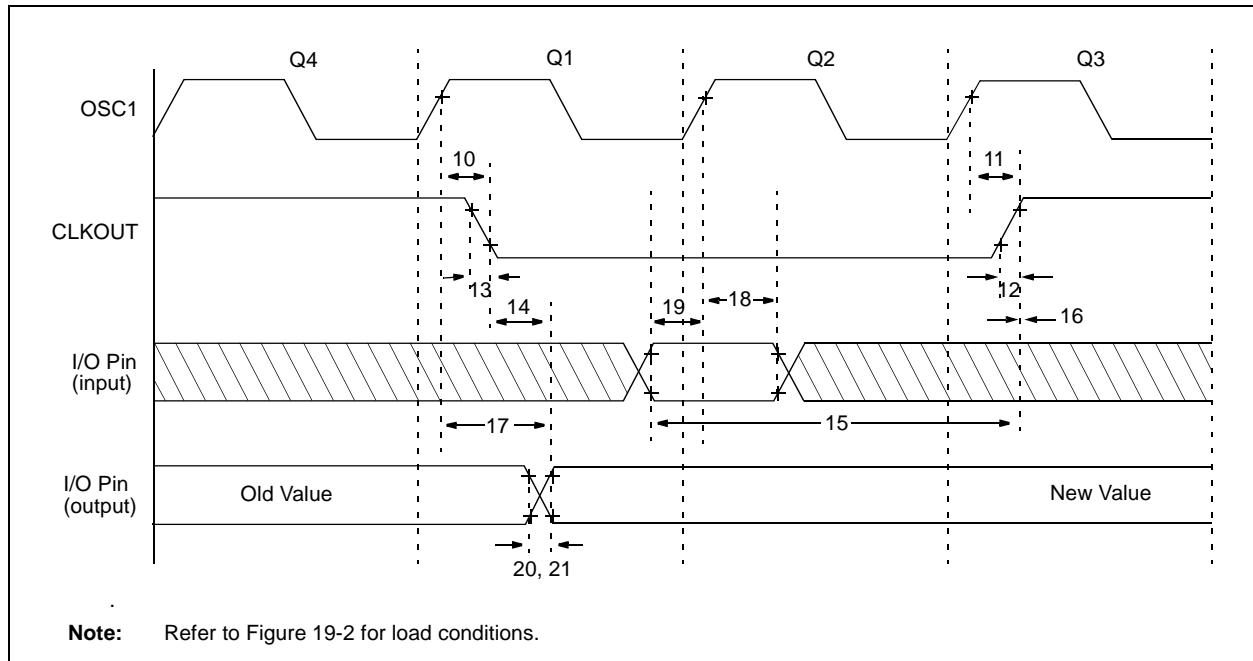 Q4 Q1 Q2 Q3
OSC1
10 11
CLKOUT
13 12
14 19 18 16
I/O Pin
(input)
17 15
I/O Pin
(output)
Old Value New Value
20, 21
.
Note: Refer to Figure 19-2 for load conditions.